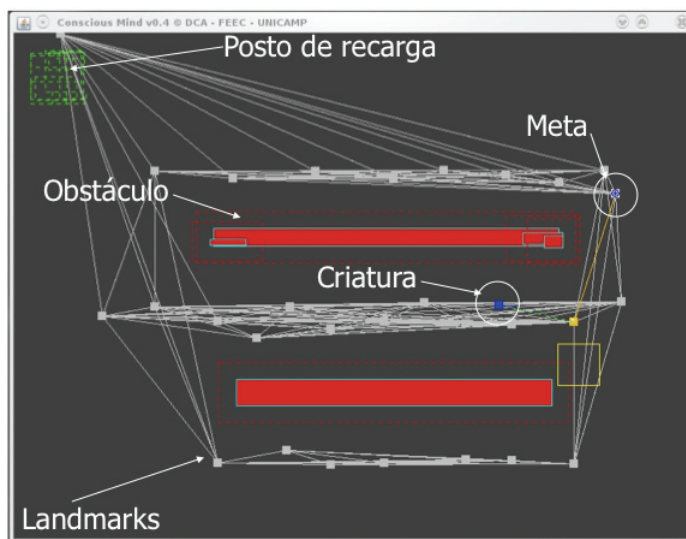 Conscious Mind v0.4 © DCA - FEEC - UNICAMP
Posto de recarga
Meta
Obstáculo
Criatura
Landmarks